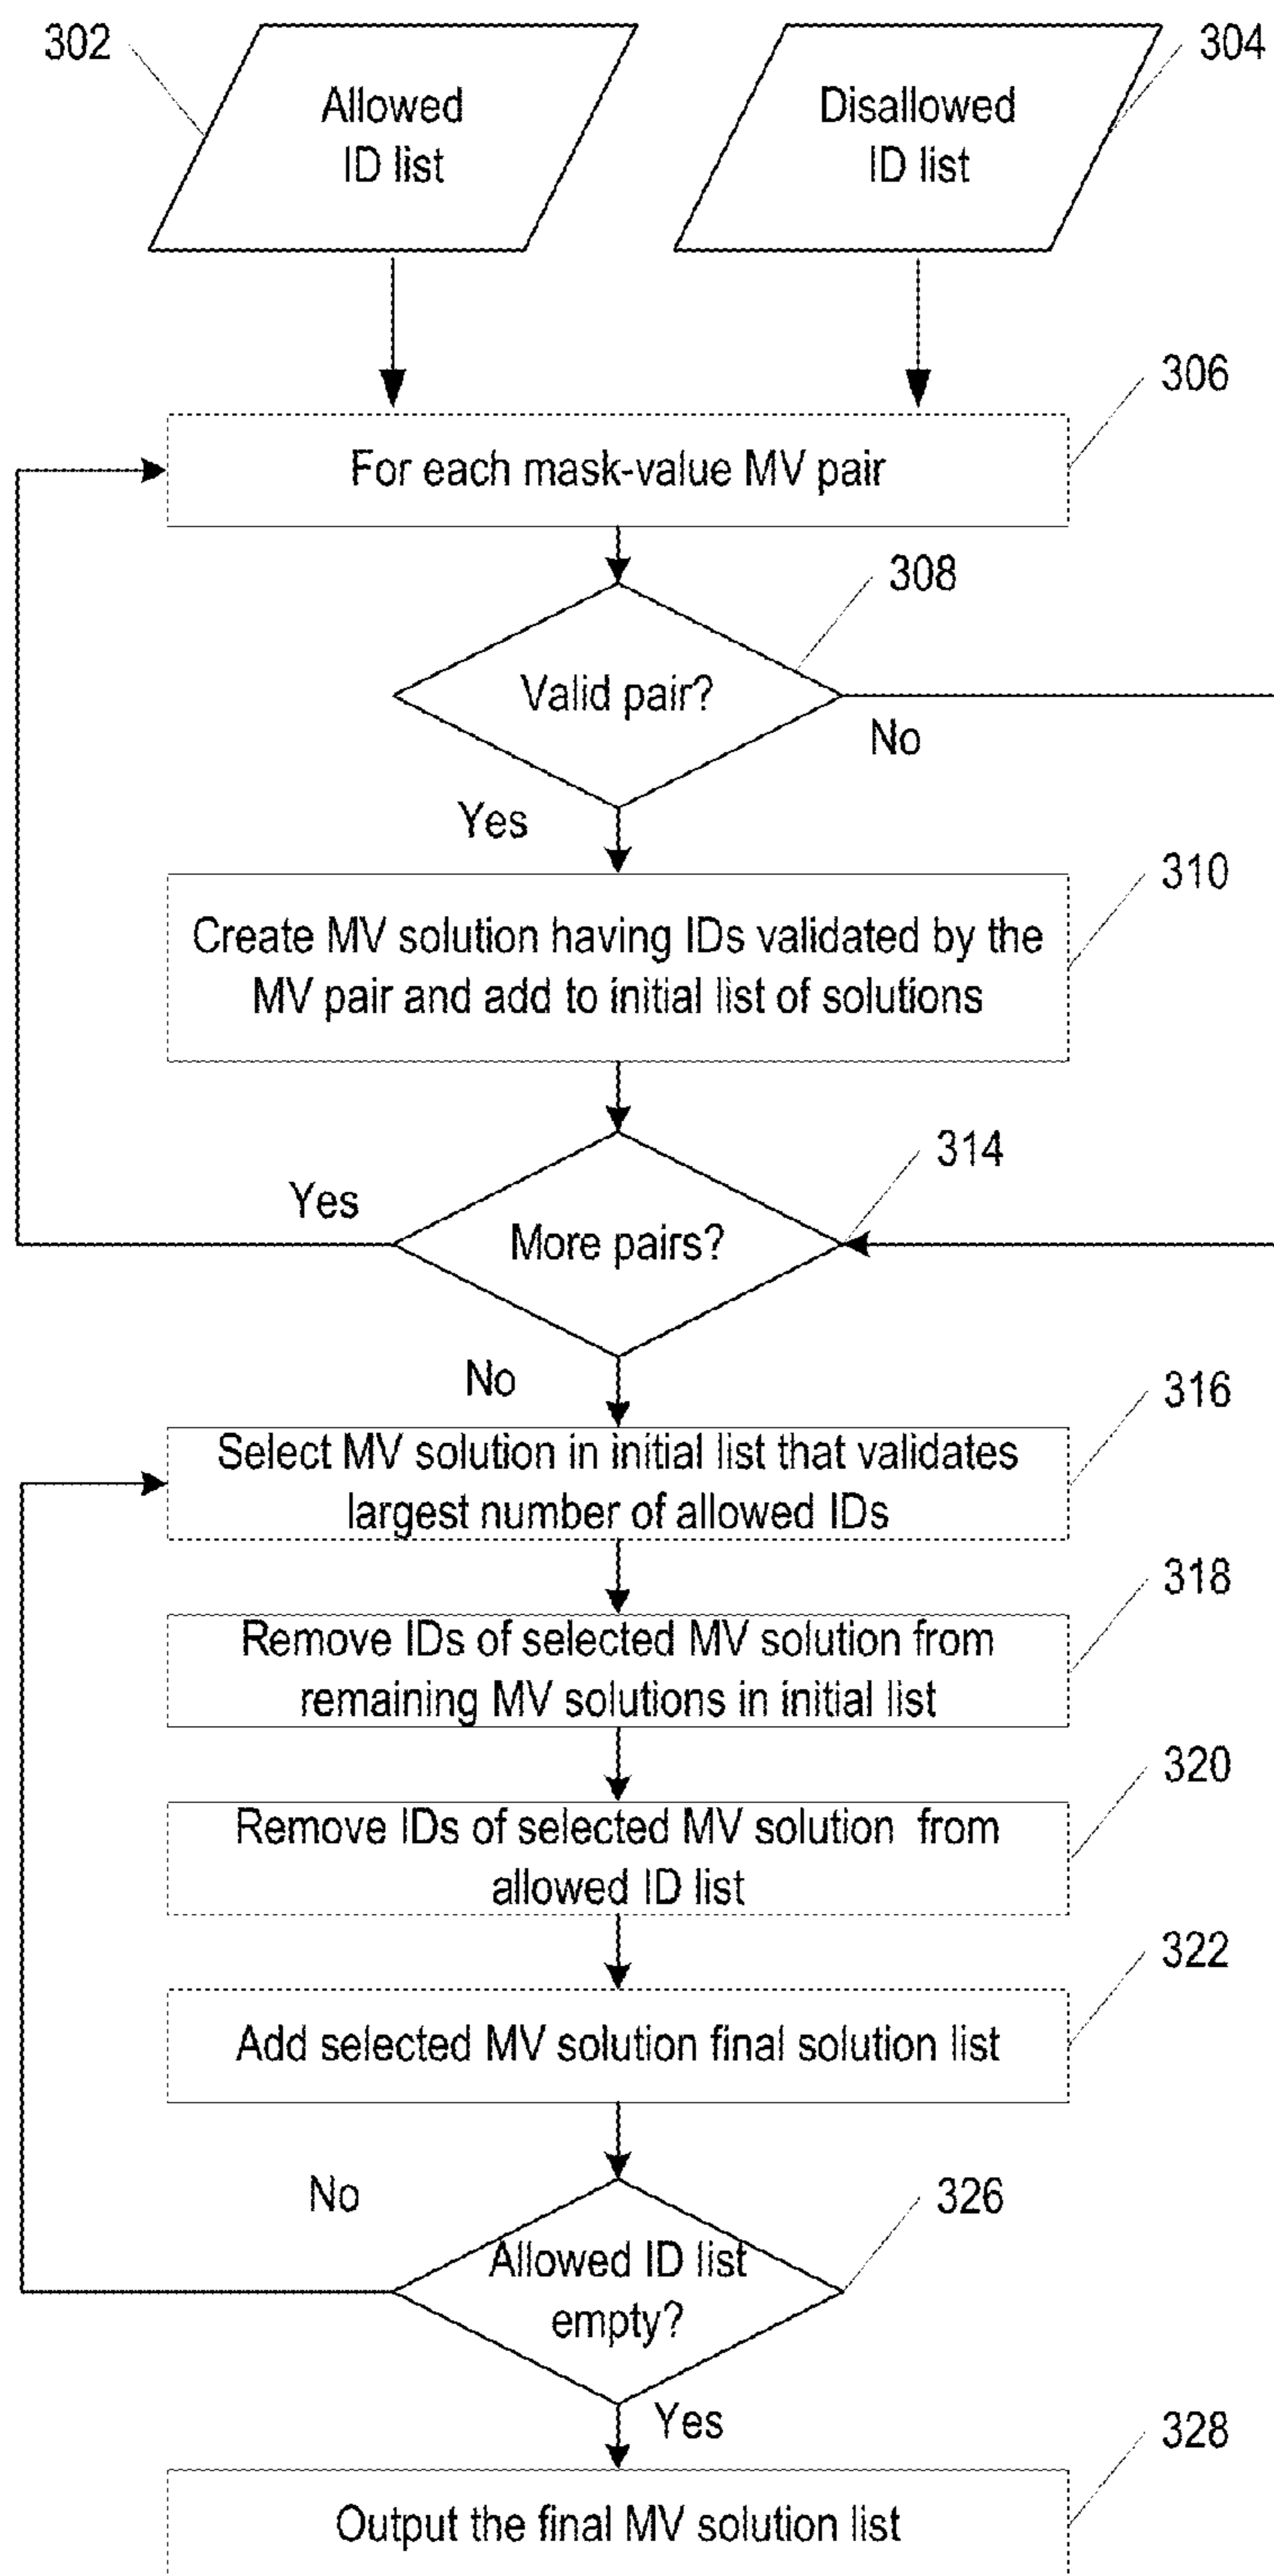 302
Allowed
ID list
304
Disallowed
ID list
306
For each mask-value MV pair
308
Valid pair?
No
Yes
310
Create MV solution having IDs validated by the
MV pair and add to initial list of solutions
314
Yes
More pairs?
No
316
Select MV solution in initial list that validates
largest number of allowed IDs
318
Remove IDs of selected MV solution from
remaining MV solutions in initial list
320
Remove IDs of selected MV solution from
allowed ID list
322
Add selected MV solution final solution list
No
326
Allowed ID list
empty?
Yes
328
Output the final MV solution list